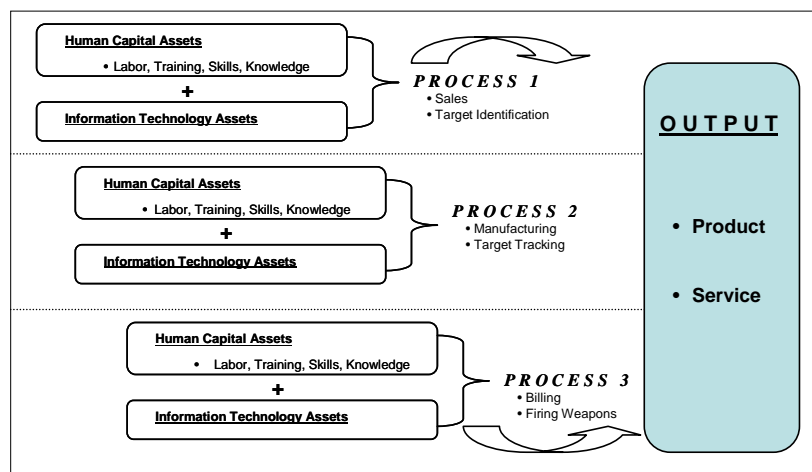 Human Capital Assets
• Labor, Training, Skills, Knowledge
+
Information Technology Assets
PROCESS 1
• Sales
• Target Identification
Human Capital Assets
• Labor, Training, Skills, Knowledge
+
Information Technology Assets
PROCESS 2
• Manufacturing
• Target Tracking
Human Capital Assets
• Labor, Training, Skills, Knowledge
+
Information Technology Assets
PROCESS 3
• Billing
• Firing Weapons
OUTPUT
• Product
• Service